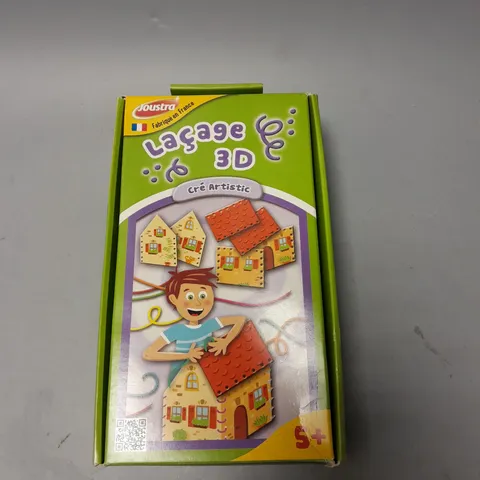 Joustra
Fabriqué en France
Laçage
3D
Cré Artistic
5+